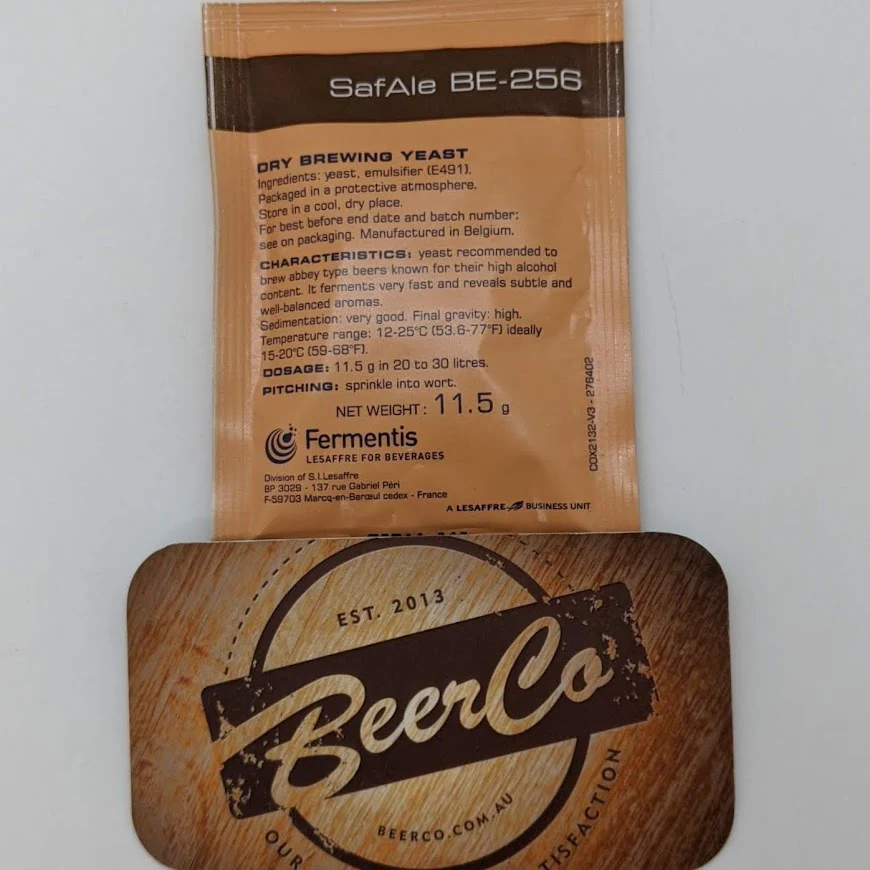 SafAle BE-256
DRY BREWING YEAST
Ingredients: yeast, emulsifier (E491).
Packaged in a protective atmosphere.
Store in a cool, dry place.
For best before end date and batch number:
see on packaging. Manufactured in Belgium.
CHARACTERISTICS: yeast recommended to
brew abbey type beers known for their high alcohol
content. It ferments very fast and reveals subtle and
well-balanced aromas.
Sedimentation: very good. Final gravity: high.
Temperature range: 12-25°C (53.6-77°F) ideally
15-20°C (59-68°F).
DOSAGE: 11.5 g in 20 to 30 litres.
PITCHING: sprinkle into wort.
NET WEIGHT: 11.5 g
COX2132-V3 - 276402
Fermentis
LESAFFRE FOR BEVERAGES
Division of S.I.Lesaffre
BP 3029 - 137 rue Gabriel Péri
F-59703 Marcq-en-Barœul cedex - France
A LESAFFRE BUSINESS UNIT
EST. 2013
BeerCo
BEERCO.COM.AU
OUR
TISFACTION